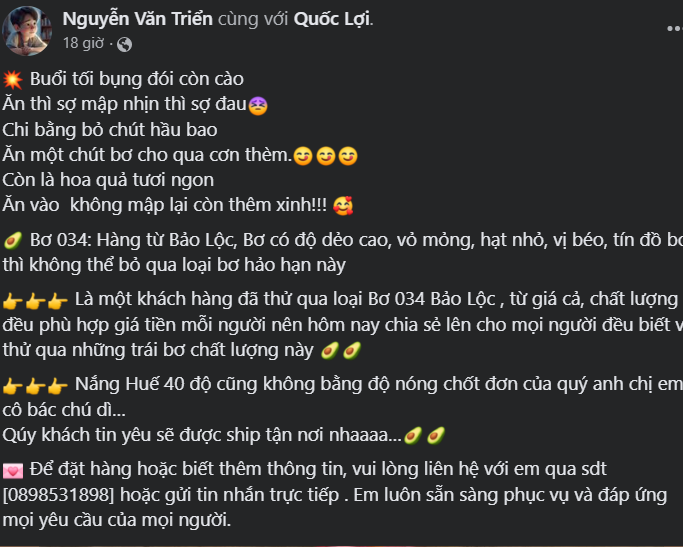 Nguyễn Văn Triển cùng với Quốc Lợi.
18 giờ ·
💥 Buổi tối bụng đói còn cào
Ăn thì sợ mập nhịn thì sợ đau😣
Chi bằng bỏ chút hầu bao
Ăn một chút bơ cho qua cơn thèm.😋😋😋
Còn là hoa quả tươi ngon
Ăn vào không mập lại còn thêm xinh!!! 🥰
🥑 Bơ 034: Hàng từ Bảo Lộc, Bơ có độ dẻo cao, vỏ mỏng, hạt nhỏ, vị béo, tín đồ bơ
thì không thể bỏ qua loại bơ hảo hạn này
👉👉👉 Là một khách hàng đã thử qua loại Bơ 034 Bảo Lộc , từ giá cả, chất lượng
đều phù hợp giá tiền mỗi người nên hôm nay chia sẻ lên cho mọi người đều biết v
thử qua những trái bơ chất lượng này 🥑🥑
👉👉👉 Nắng Huế 40 độ cũng không bằng độ nóng chốt đơn của quý anh chị em
cô bác chú dì...
Qúy khách tin yêu sẽ được ship tận nơi nhaaaa...🥑🥑
💌 Để đặt hàng hoặc biết thêm thông tin, vui lòng liên hệ với em qua sdt
[0898531898] hoặc gửi tin nhắn trực tiếp . Em luôn sẵn sàng phục vụ và đáp ứng
mọi yêu cầu của mọi người.